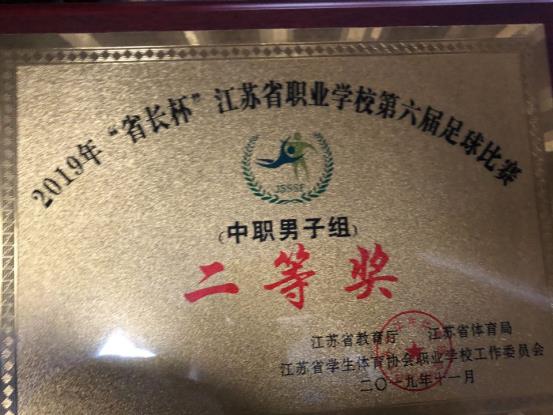 2019年“省长杯”江苏省职业学校第六届足球比赛
JSSSF
(中职男子组)
二等奖
江苏省教育厅 江苏省体育局
江苏省学生体育协会职业学校工作委员会
二〇一九年十一月